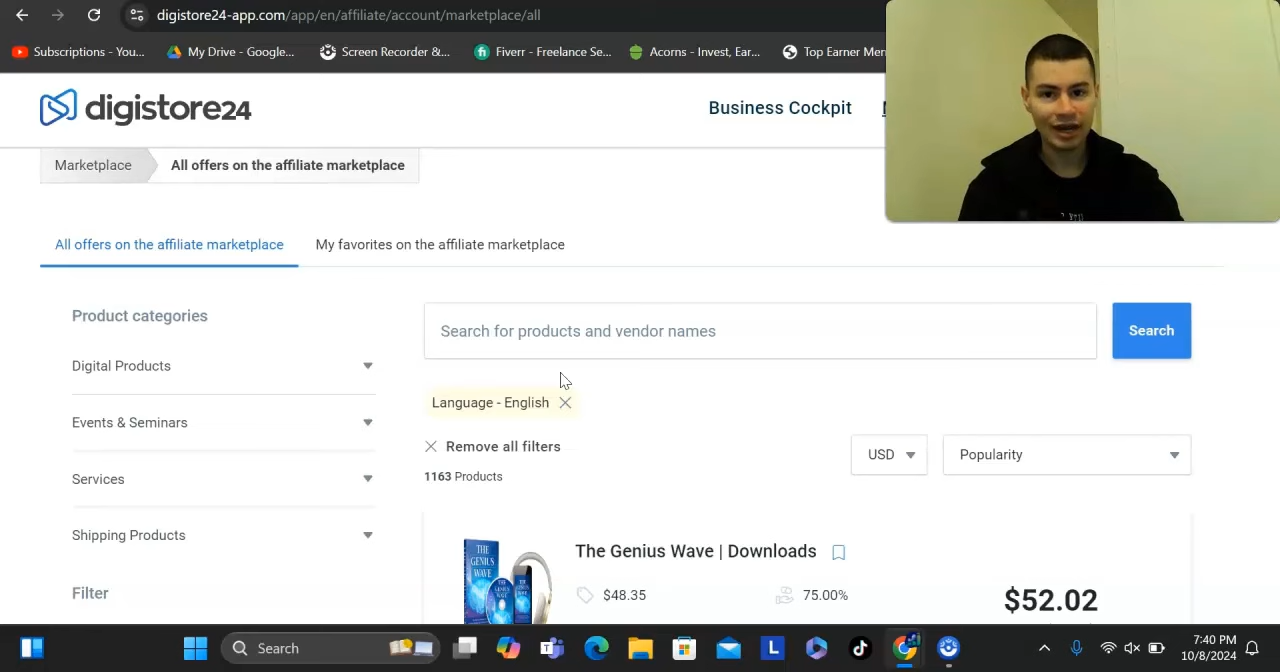 digistore24-app.com/app/en/affiliate/account/marketplace/all
Subscriptions - You...
My Drive - Google...
Screen Recorder &...
Fiverr - Freelance Se...
Acorns - Invest, Ear...
Top Earner Men
digistore24
Business Cockpit
Marketplace
All offers on the affiliate marketplace
All offers on the affiliate marketplace
My favorites on the affiliate marketplace
Product categories
Search for products and vendor names
Search
Digital Products
Language - English
Events & Seminars
Remove all filters
USD
Popularity
1163 Products
Services
Shipping Products
The Genius Wave | Downloads
THE
GENIUS
WAVE
Filter
$48.35
75.00%
$52.02
Search
7:40 PM
10/8/2024